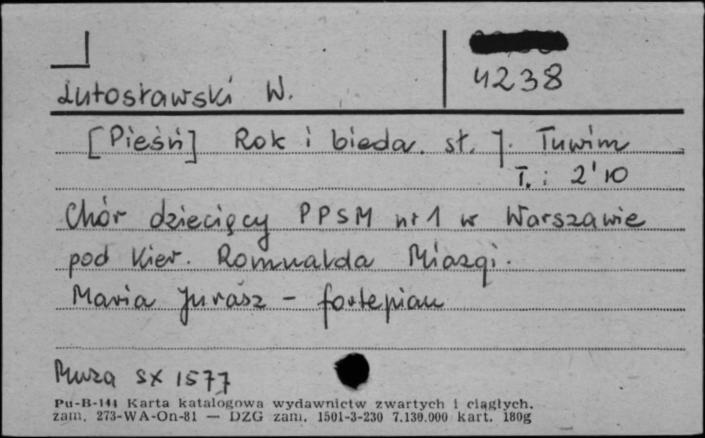 4238
Lutosławski W.
[Pieśń] Rok i bieda. sł. J. Tuwim
T.: 2'10
Chór dziecięcy PPSM nr 1 w Warszawie
pod kier. Romualda Miazgi.
Maria Jurasz - fortepian
Muza SX 1577
Pu-B-144 Karta katalogowa wydawnictw zwartych i ciągłych.
zam. 273-WA-On-81 — DZG zam. 1501-3-230 7.130.000 kart. 180g